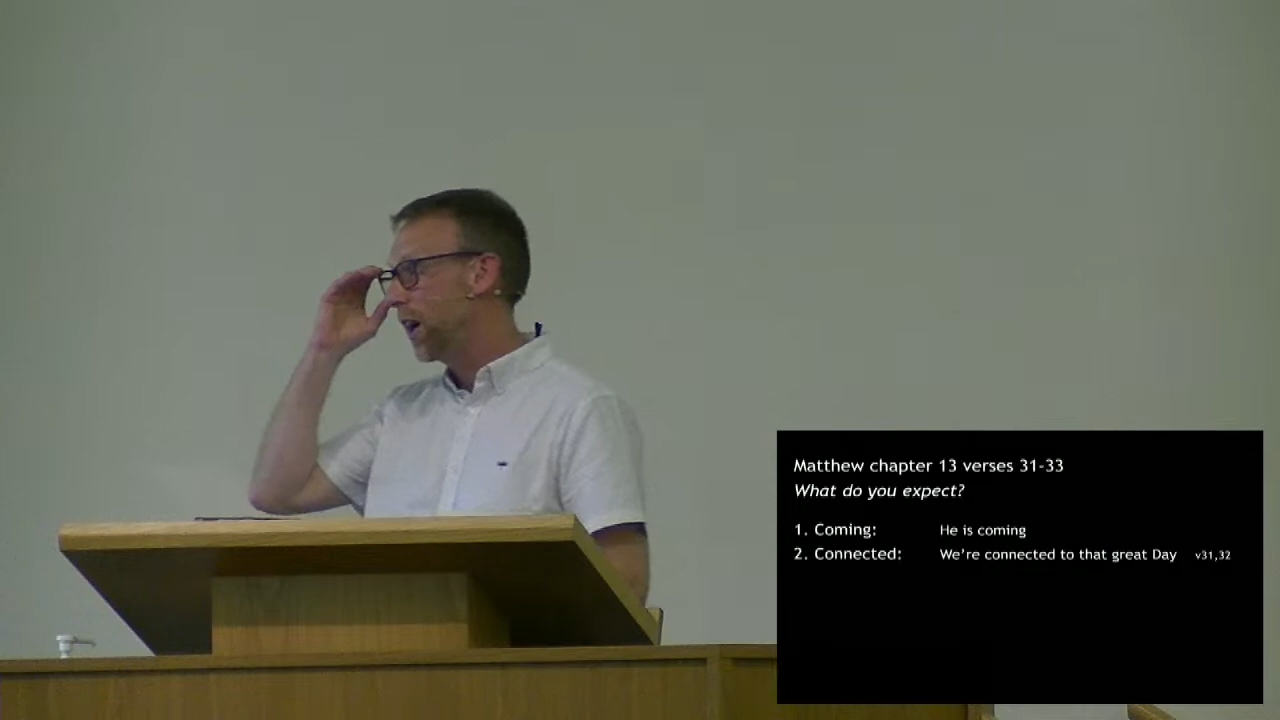 Matthew chapter 13 verses 31-33
What do you expect?
1. Coming: He is coming
2. Connected: We're connected to that great Day v31,32